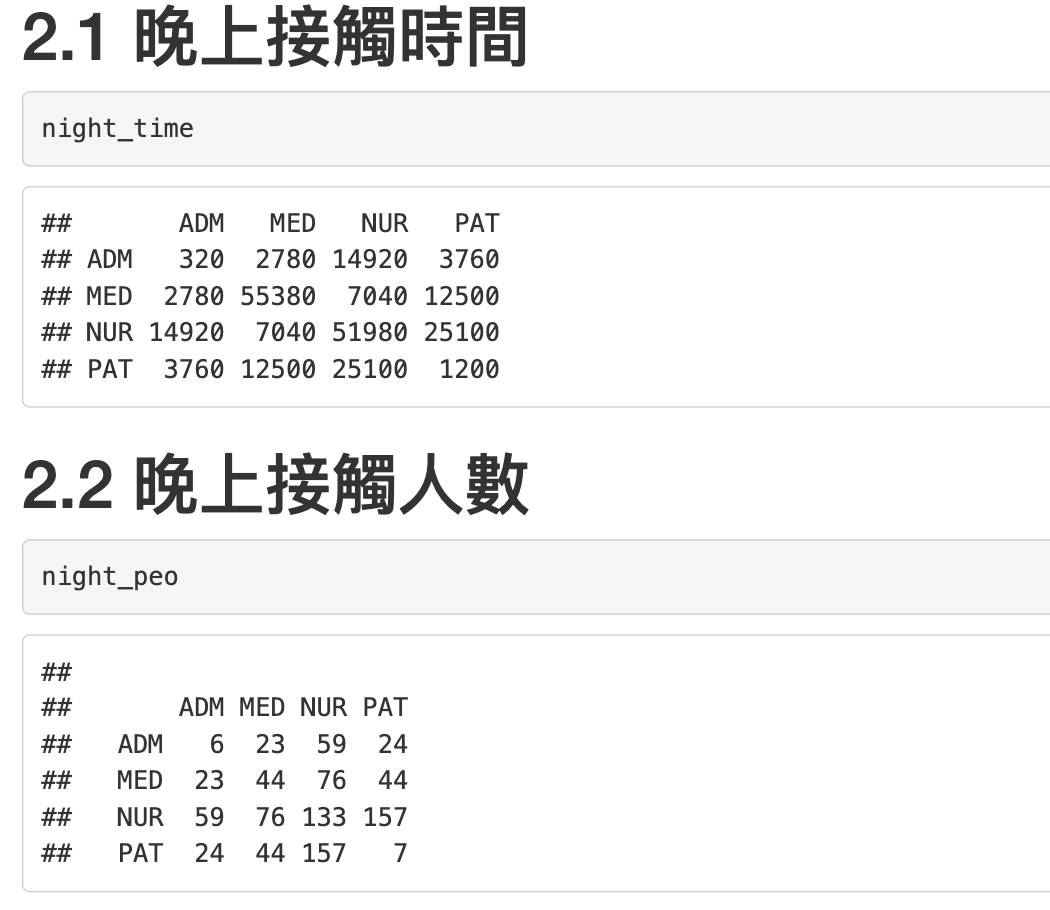 2.1 晚上接觸時間
night_time
##       ADM   MED   NUR   PAT
## ADM   320  2780 14920  3760
## MED  2780 55380  7040 12500
## NUR 14920  7040 51980 25100
## PAT  3760 12500 25100  1200
2.2 晚上接觸人數
night_peo
##
##       ADM MED NUR PAT
##   ADM   6  23  59  24
##   MED  23  44  76  44
##   NUR  59  76 133 157
##   PAT  24  44 157   7